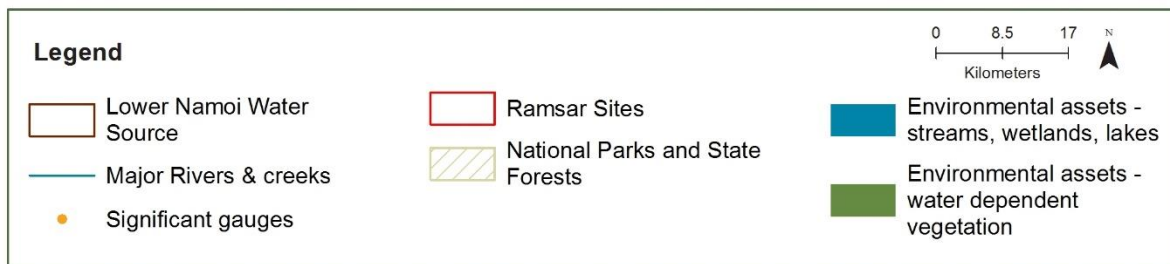 Legend
Lower Namoi Water
Source
Major Rivers & creeks
Significant gauges
Ramsar Sites
National Parks and State
Forests
0 8.5 17
Kilometers
N
Environmental assets -
streams, wetlands, lakes
Environmental assets -
water dependent
vegetation